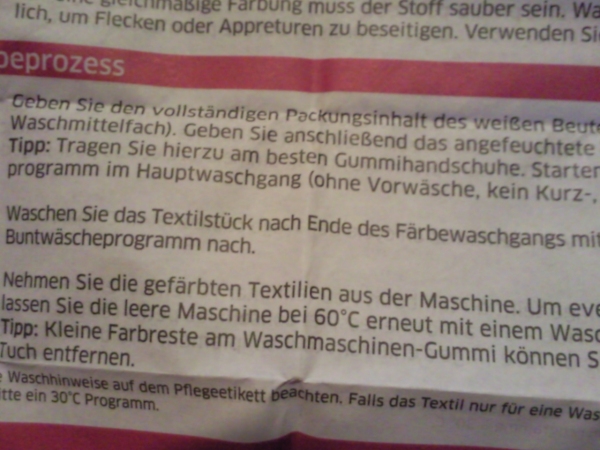 gleichmäßige Färbung muss der Stoff sauber sein. Wa
lich, um Flecken oder Appreturen zu beseitigen. Verwenden Sie
beprozess
Geben Sie den vollständigen Packungsinhalt des weißen Beute
Waschmittelfach). Geben Sie anschließend das angefeuchtete
Tipp: Tragen Sie hierzu am besten Gummihandschuhe. Starten
programm im Hauptwaschgang (ohne Vorwäsche, kein Kurz-,
Waschen Sie das Textilstück nach Ende des Färbewaschgangs mit
Buntwäscheprogramm nach.
Nehmen Sie die gefärbten Textilien aus der Maschine. Um eve
lassen Sie die leere Maschine bei 60°C erneut mit einem Wasc
Tipp: Kleine Farbreste am Waschmaschinen-Gummi können S
Tuch entfernen.
e Waschhinweise auf dem Pflegeetikett beachten. Falls das Textil nur für eine Was
itte ein 30°C Programm.